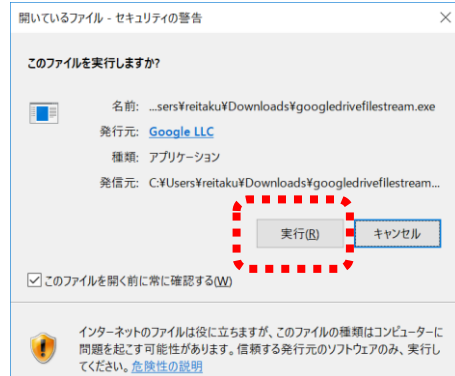 開いているファイル - セキュリティの警告
このファイルを実行しますか?
名前: ...sers¥reitaku¥Downloads¥googledrivefilestream.exe
発行元: Google LLC
種類: アプリケーション
発信元: C:¥Users¥reitaku¥Downloads¥googledrivefilestream...
実行(R) キャンセル
このファイルを開く前に常に確認する(W)
インターネットのファイルは役に立ちますが、このファイルの種類はコンピューターに
問題を起こす可能性があります。信頼する発行元のソフトウェアのみ、実行し
てください。危険性の説明